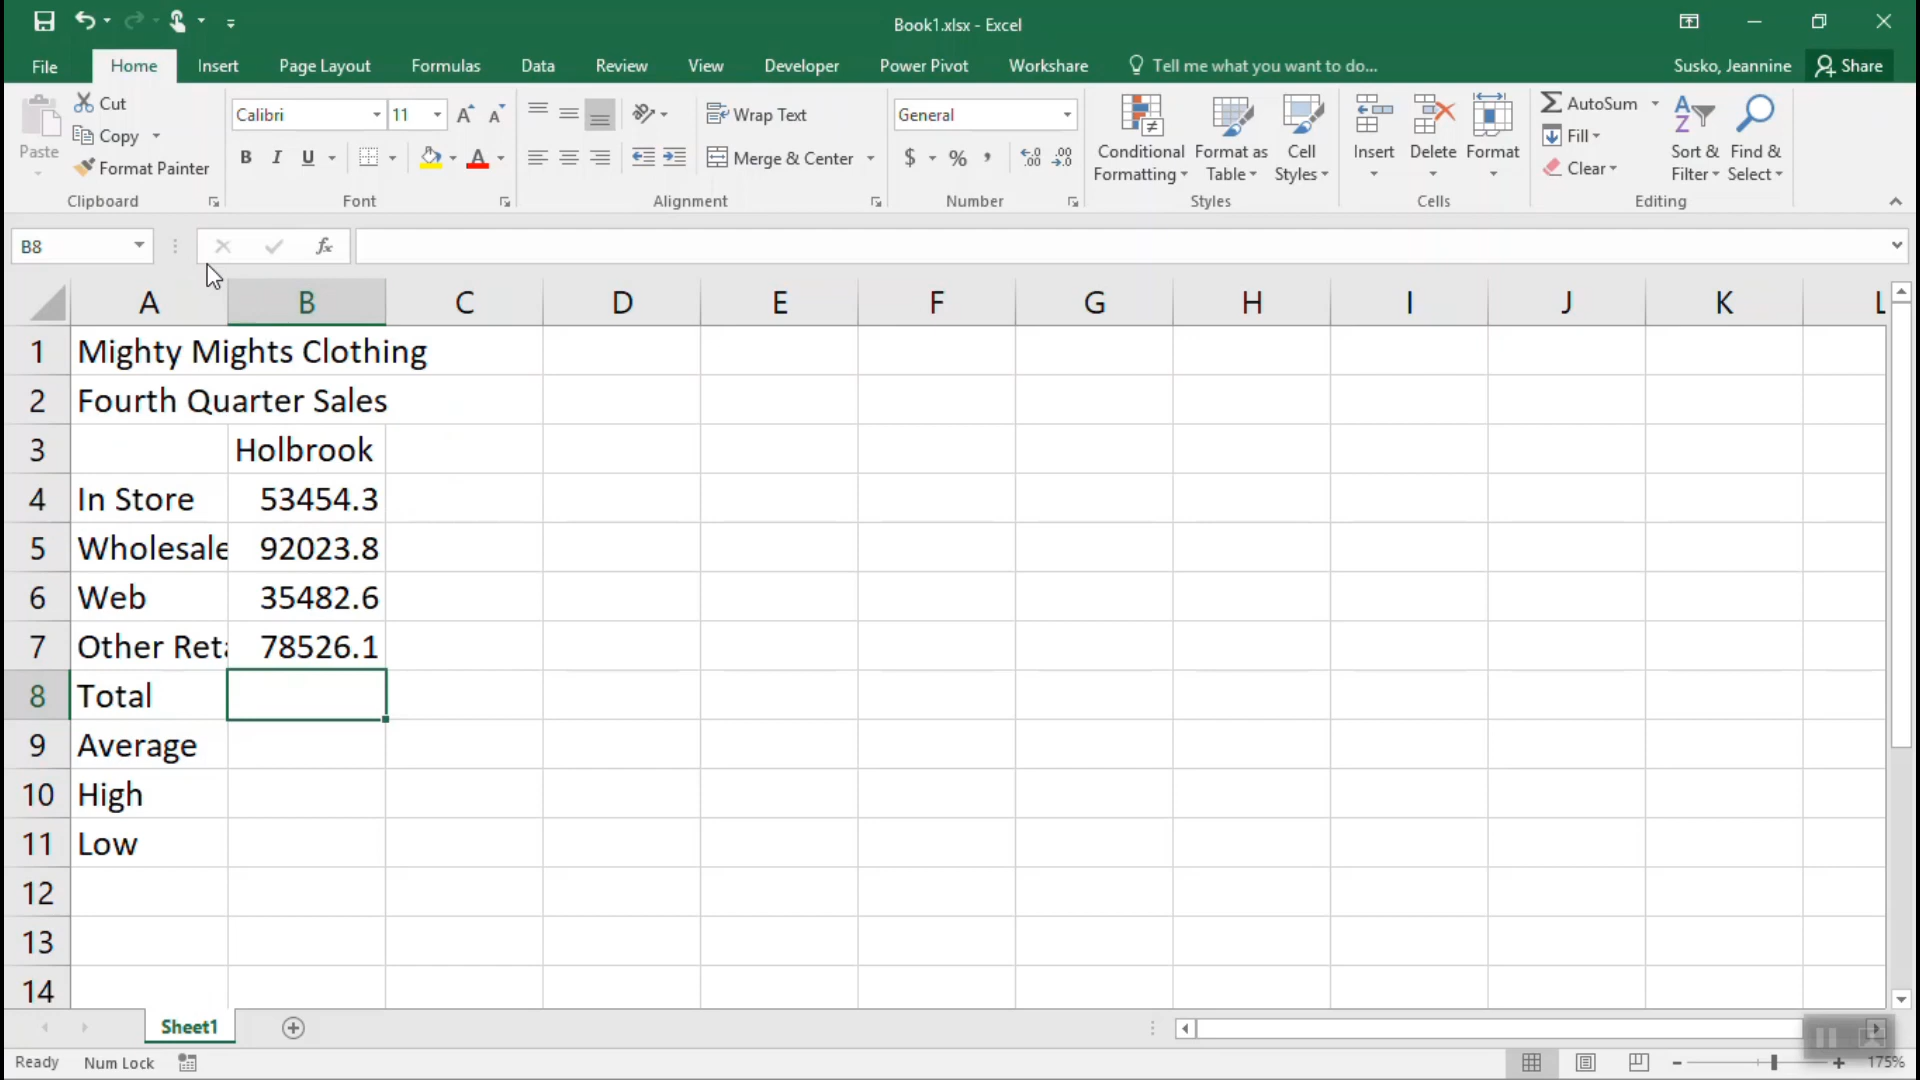 Book1.xlsx - Excel
File Home Insert Page Layout Formulas Data Review View Developer Power Pivot Workshare Tell me what you want to do... Susko, Jeannine Share
Paste
Cut
Copy
Format Painter
Clipboard
Calibri 11
B I U
Font
Wrap Text
Merge & Center
Alignment
General
$ %
Number
Conditional Formatting
Format as Table
Cell Styles
Styles
Insert Delete Format
Cells
AutoSum
Fill
Clear
Sort & Filter
Find & Select
Editing
B8 fx
A B C D E F G H I J K L
1 Mighty Mights Clothing
2 Fourth Quarter Sales
3 Holbrook
4 In Store 53454.3
5 Wholesale 92023.8
6 Web 35482.6
7 Other Reta 78526.1
8 Total
9 Average
10 High
11 Low
12
13
14
Sheet1
Ready Num Lock 175%